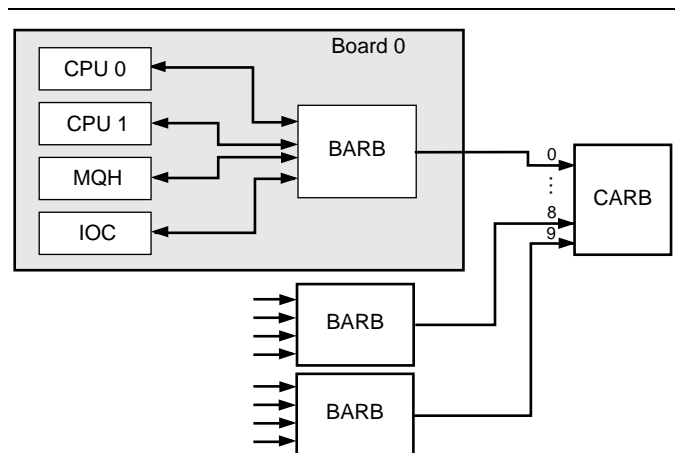 Board 0
CPU 0
CPU 1
BARB
MQH
IOC
0
⋮
8
9
CARB
BARB
BARB